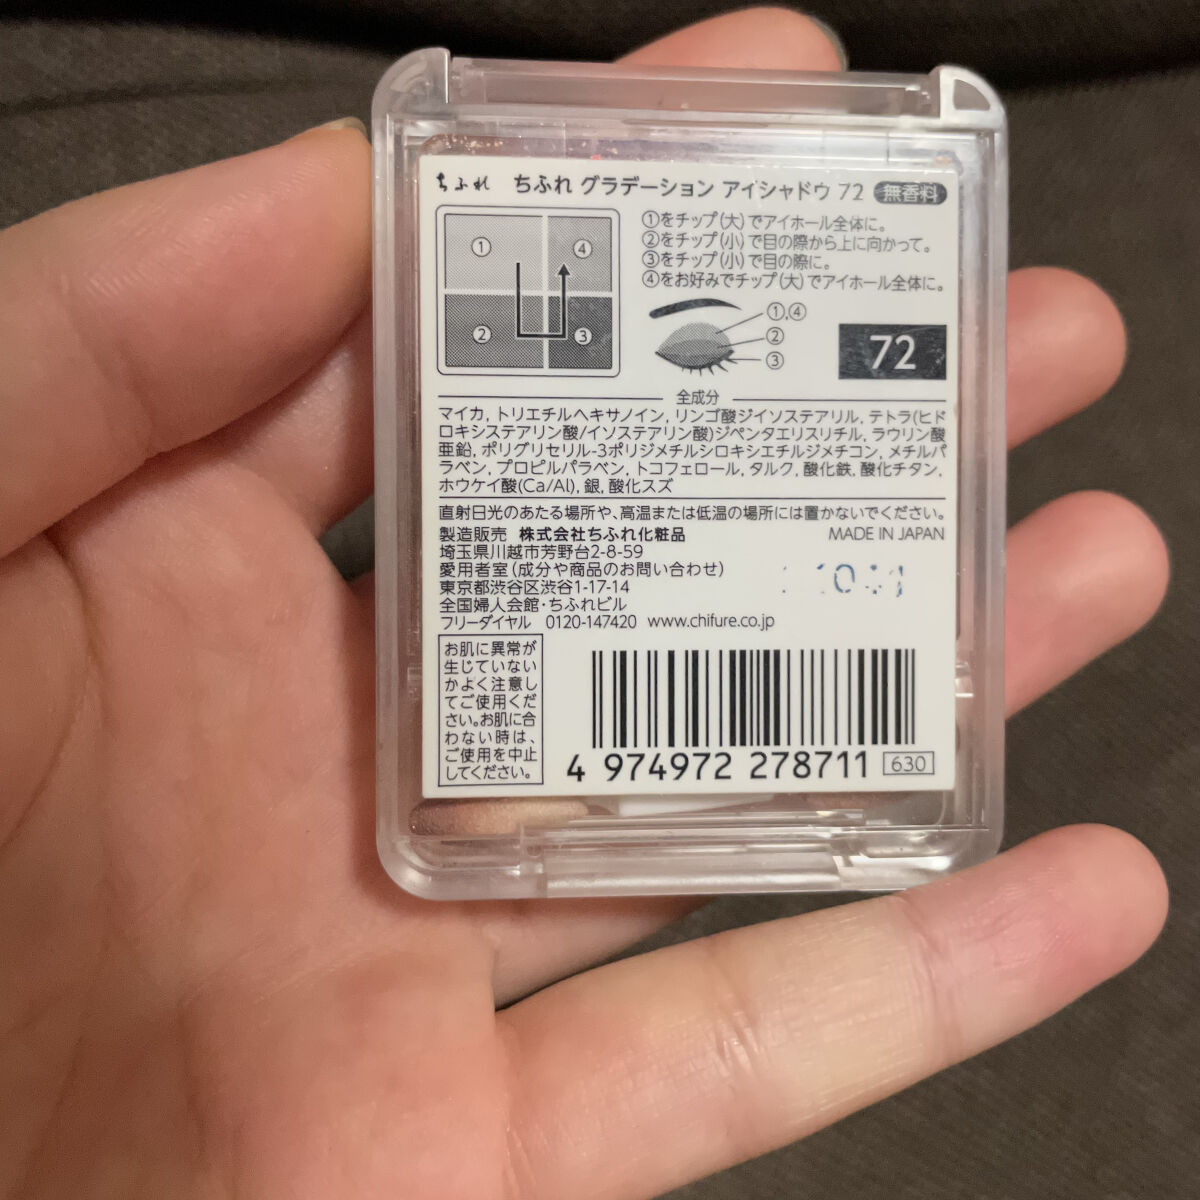 ちふれ ちふれ グラデーション アイシャドウ 72 無香料
①をチップ(大)でアイホール全体に。
②をチップ(小)で目の際から上に向かって。
③をチップ(小)で目の際に。
④をお好みでチップ(大)でアイホール全体に。
① ④
② ③
①,④
②
③
72
全成分
マイカ, トリエチルヘキサノイン, リンゴ酸ジイソステアリル, テトラ(ヒド
ロキシステアリン酸/イソステアリン酸)ジペンタエリスリチル, ラウリン酸
亜鉛, ポリグリセリル-3ポリジメチルシロキシエチルジメチコン, メチルパ
ラベン, プロピルパラベン, トコフェロール, タルク, 酸化鉄, 酸化チタン,
ホウケイ酸(Ca/Al), 銀, 酸化スズ
直射日光のあたる場所や、高温または低温の場所には置かないでください。
製造販売 株式会社ちふれ化粧品 MADE IN JAPAN
埼玉県川越市芳野台2-8-59
愛用者室(成分や商品のお問い合わせ)
東京都渋谷区渋谷1-17-14
全国婦人会館・ちふれビル
フリーダイヤル 0120-147420 www.chifure.co.jp
お肌に異常が
生じていない
かよく注意し
てご使用くだ
さい。お肌に合
わない時は、
ご使用を中止
してください。
4 974972 278711 630